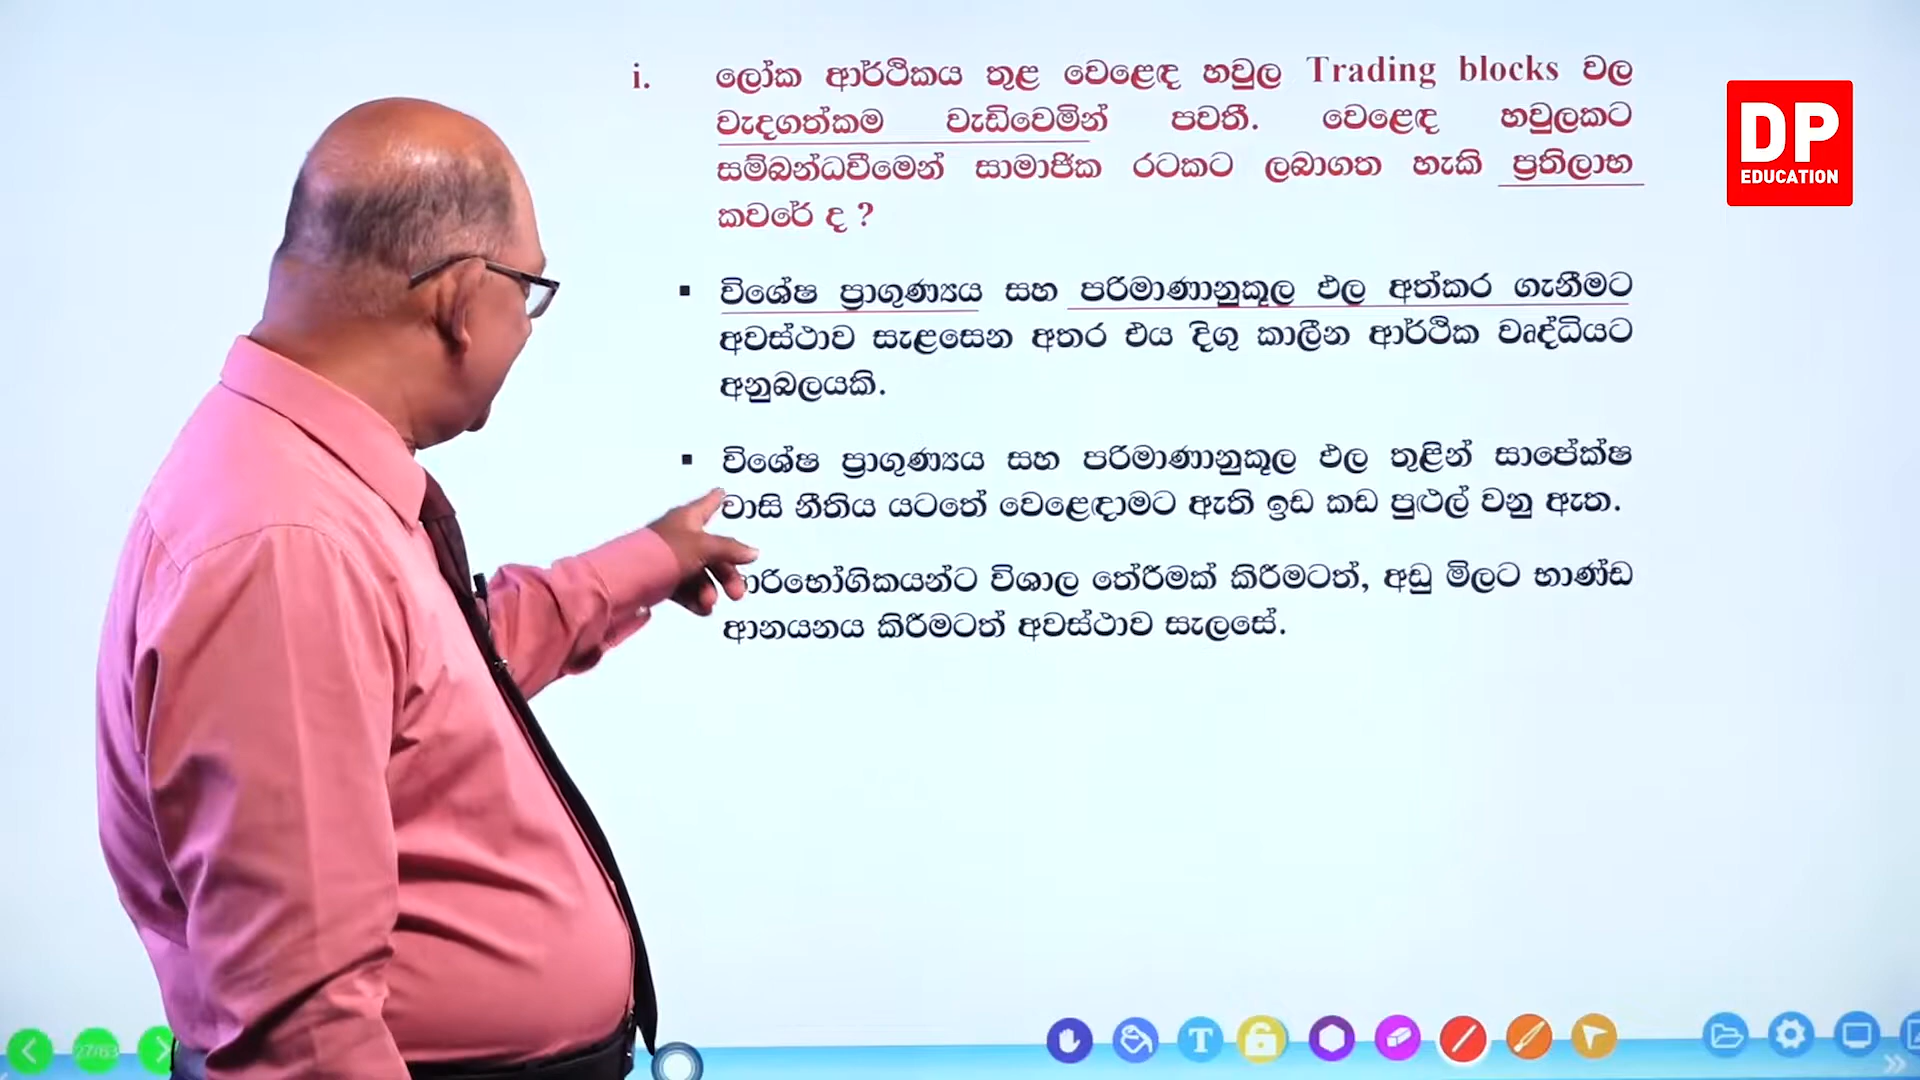 i. ලෝක ආර්ථිකය තුළ වෙළෙඳ හවුල Trading blocks වල
වැදගත්කම වැඩිවෙමින් පවතී. වෙළෙඳ හවුලකට
සම්බන්ධවීමෙන් සාමාජික රටකට ලබාගත හැකි ප්‍රතිලාභ
කවරේ ද ?
DP
EDUCATION
▪ විශේෂ ප්‍රාගුණ්‍යය සහ පරිමාණානුකූල ඵල අත්කර ගැනීමට
අවස්ථාව සැළසෙන අතර එය දිගු කාලීන ආර්ථික වෘද්ධියට
අනුබලයකි.
▪ විශේෂ ප්‍රාගුණ්‍යය සහ පරිමාණානුකූල ඵල තුළින් සාපේක්ෂ
වාසි නීතිය යටතේ වෙළෙඳාමට ඇති ඉඩ කඩ පුළුල් වනු ඇත.
විශාල තේරීමක් කිරීමටත්, අඩු මිලට භාණ්ඩ
ආනයනය කිරීමටත් අවස්ථාව සැලසේ.
27/63